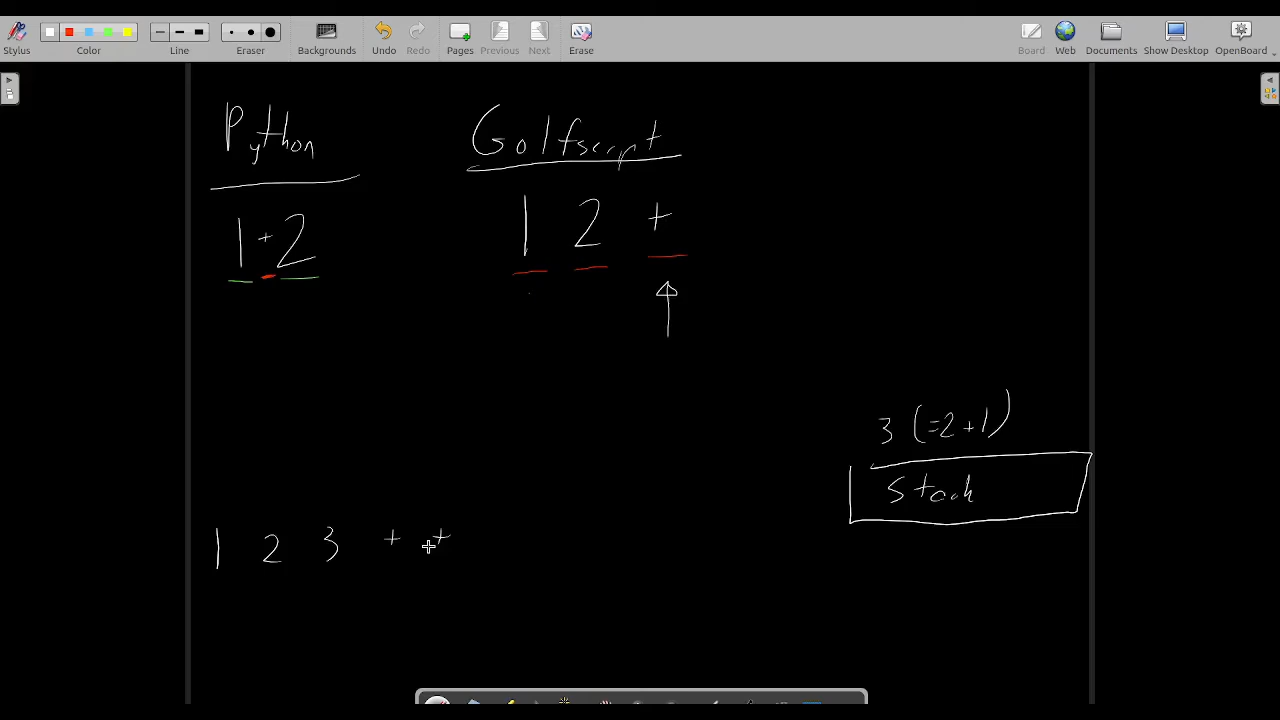 Stylus Color Line Eraser Backgrounds Undo Redo Pages Previous Next Erase Board Web Documents Show Desktop OpenBoard
Python Golfscript
1+2 1 2 +
3 (=2+1)
Stack
1 2 3 + +